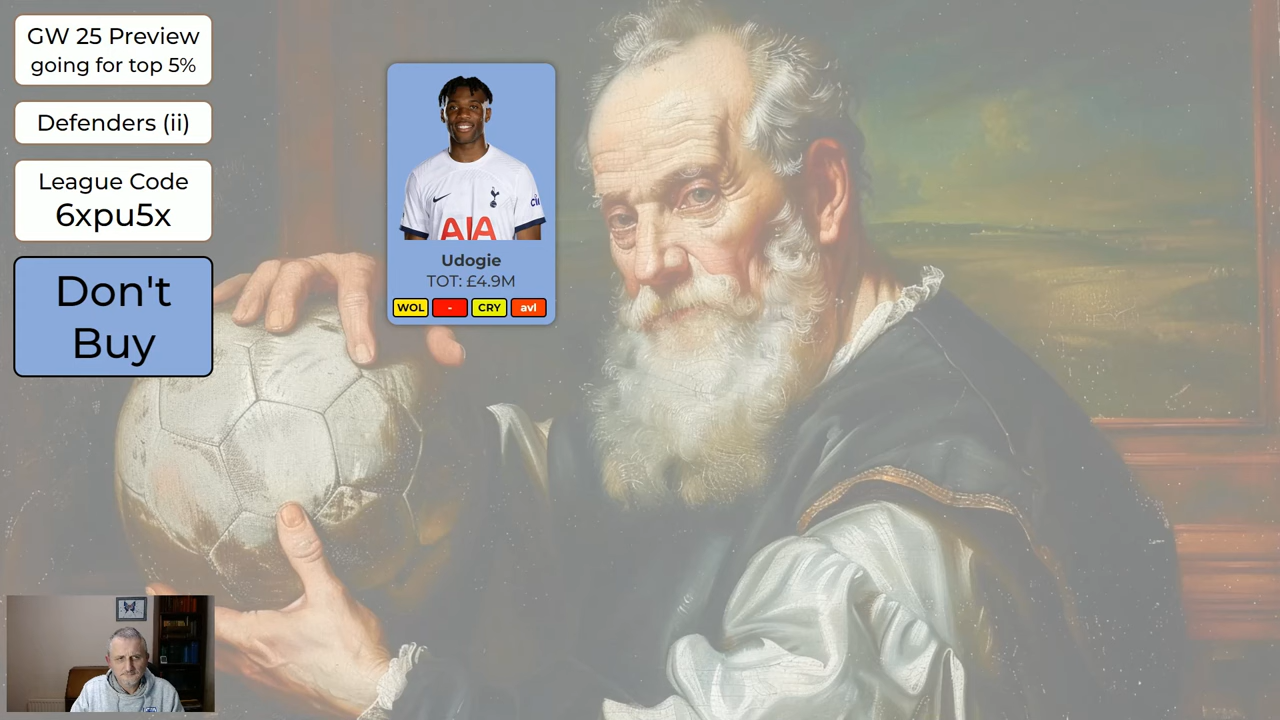 GW 25 Preview
going for top 5%
Defenders (ii)
League Code
6xpu5x
Don't
Buy
AIA
Udogie
TOT: £4.9M
WOL - CRY avl